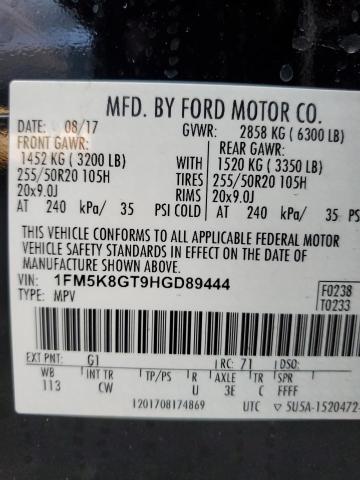 MFD. BY FORD MOTOR CO.
DATE: 08/17 GVWR: 2858 KG ( 6300 LB)
FRONT GAWR: REAR GAWR:
1452 KG ( 3200 LB) WITH 1520 KG ( 3350 LB)
255/50R20 105H TIRES 255/50R20 105H
20x9.0J RIMS 20x9.0J
AT 240 kPa/ 35 PSI COLD AT 240 kPa/ 35 PSI COLD
THIS VEHICLE CONFORMS TO ALL APPLICABLE FEDERAL MOTOR
VEHICLE SAFETY STANDARDS IN EFFECT ON THE DATE OF
MANUFACTURE SHOWN ABOVE.
VIN: 1FM5K8GT9HGD89444 F0238
TYPE: MPV T0233
EXT PNT: G1 RC: 71 DSO:
WB INT TR TP/PS R AXLE TR SPR
113 CW U 3E C FFFF
1201708174869 UTC ▽ 5U5A-1520472-